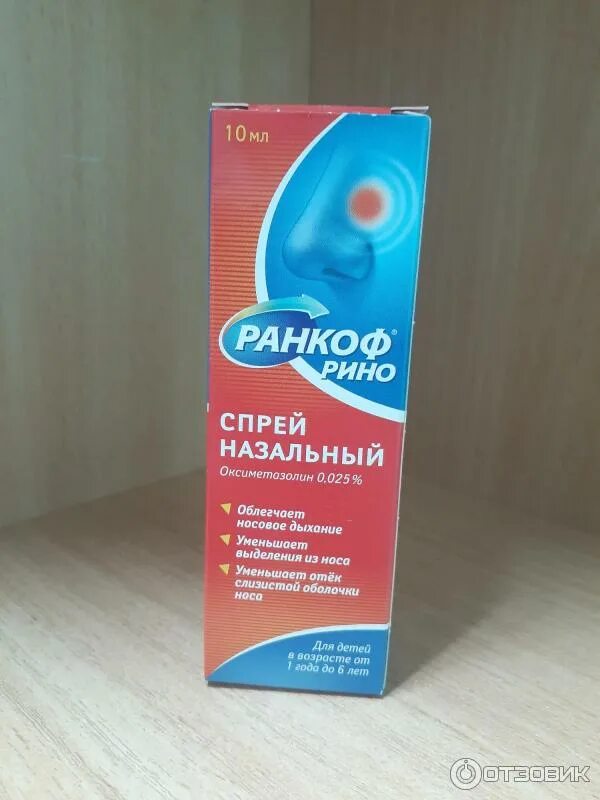 10 мл
РАНКОФ®
РИНО
СПРЕЙ
НАЗАЛЬНЫЙ
Оксиметазолин 0,025%
Облегчает
носовое дыхание
Уменьшает
выделения из носа
Уменьшает отёк
слизистой оболочки
носа
Для детей
в возрасте от
1 года до 6 лет
ОТЗОВИК